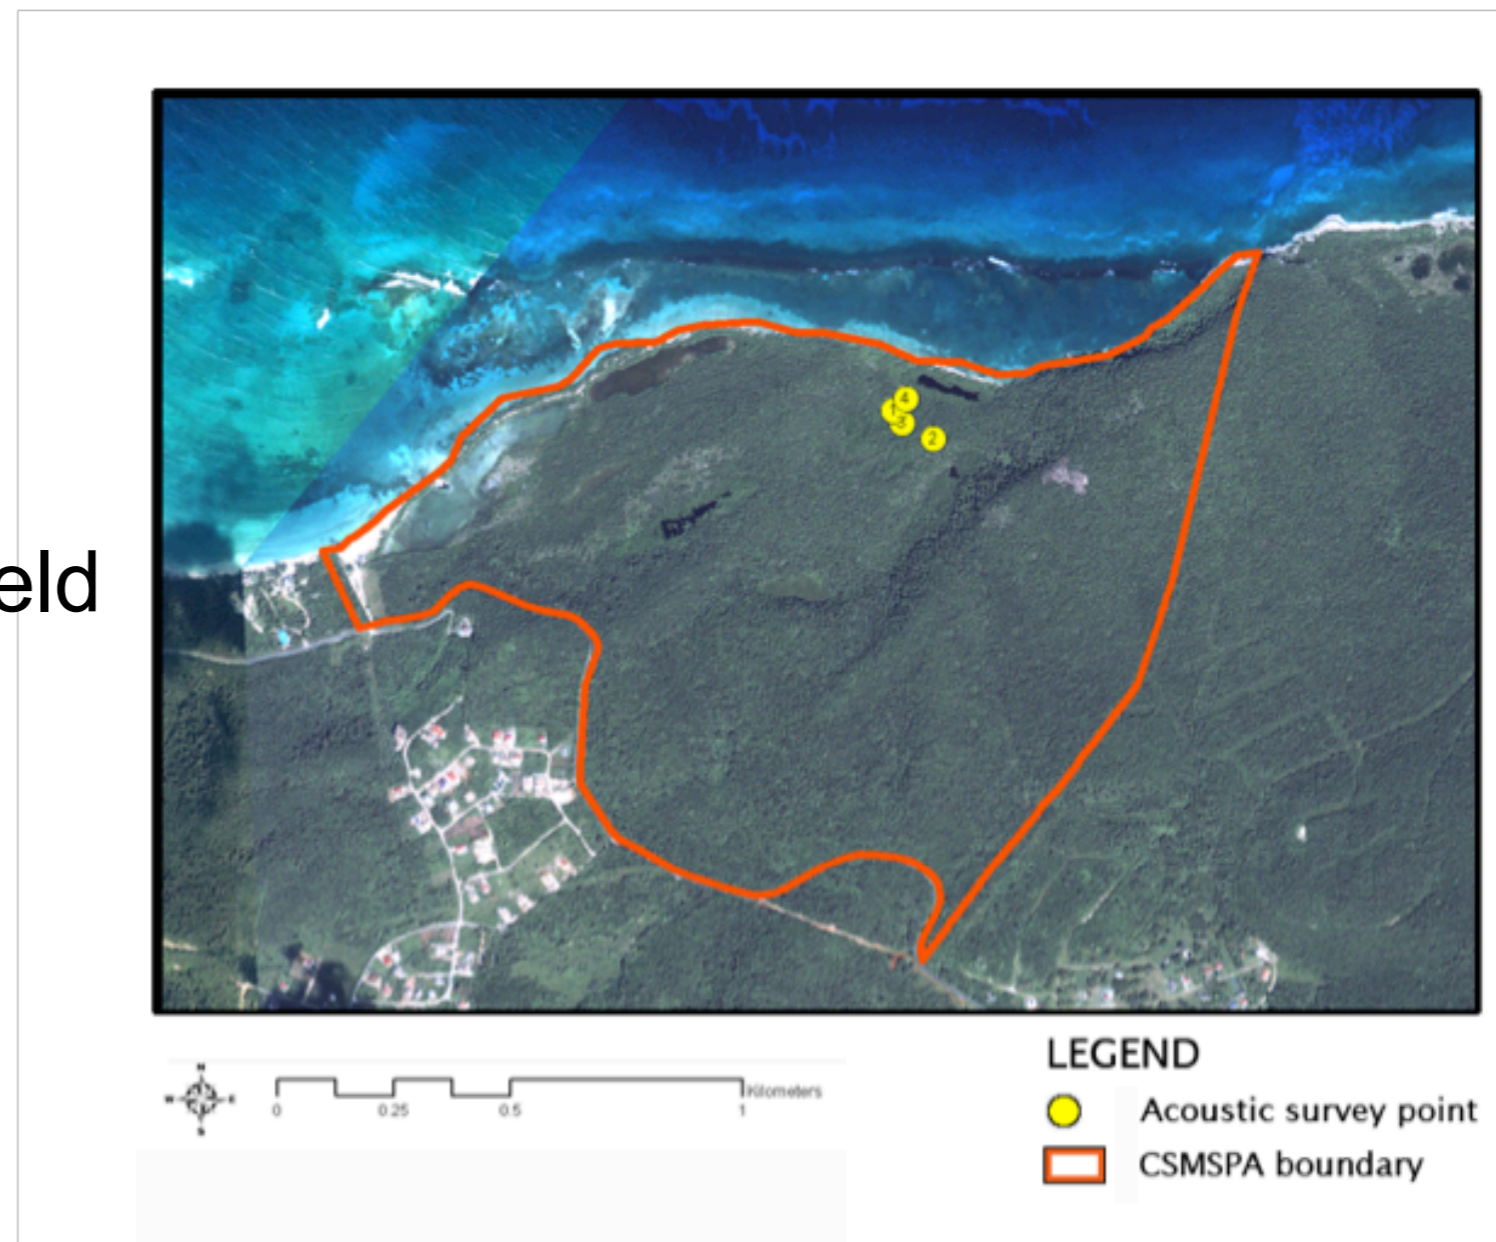 4
1
3
2
eld
N
W E
S
0 0.25 0.5 1
Kilometers
LEGEND
Acoustic survey point
CSMSPA boundary